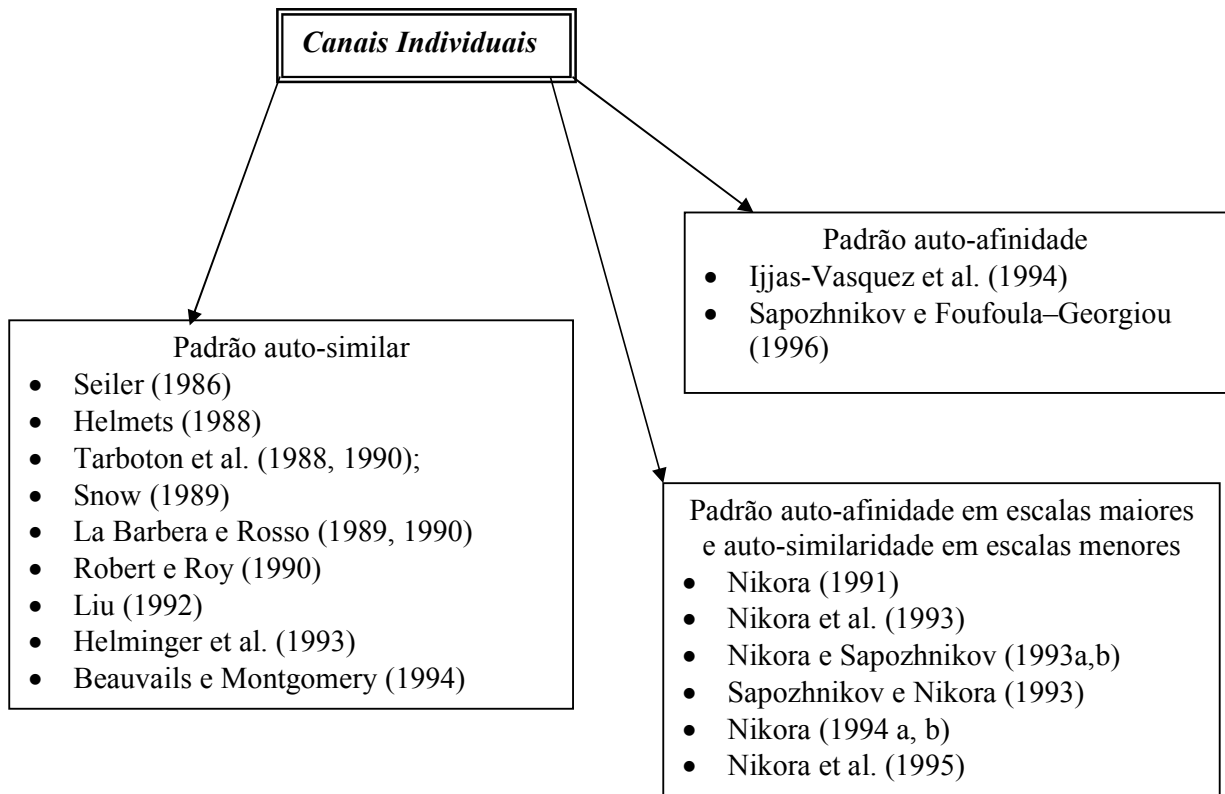 Canais Individuais
Padrão auto-afinidade
• Ijjas-Vasquez et al. (1994)
• Sapozhnikov e Foufoula–Georgiou
(1996)
Padrão auto-similar
• Seiler (1986)
• Helmets (1988)
• Tarboton et al. (1988, 1990);
• Snow (1989)
• La Barbera e Rosso (1989, 1990)
• Robert e Roy (1990)
• Liu (1992)
• Helminger et al. (1993)
• Beauvails e Montgomery (1994)
Padrão auto-afinidade em escalas maiores
e auto-similaridade em escalas menores
• Nikora (1991)
• Nikora et al. (1993)
• Nikora e Sapozhnikov (1993a,b)
• Sapozhnikov e Nikora (1993)
• Nikora (1994 a, b)
• Nikora et al. (1995)